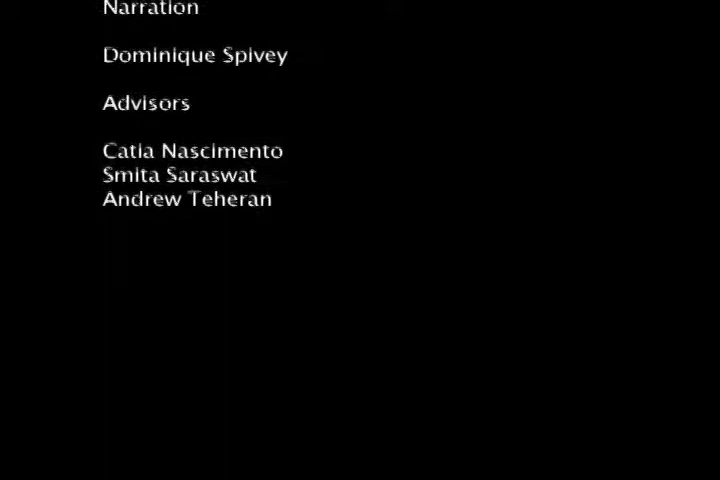 Narration
Dominique Spivey
Advisors
Catia Nascimento
Smita Saraswat
Andrew Teheran